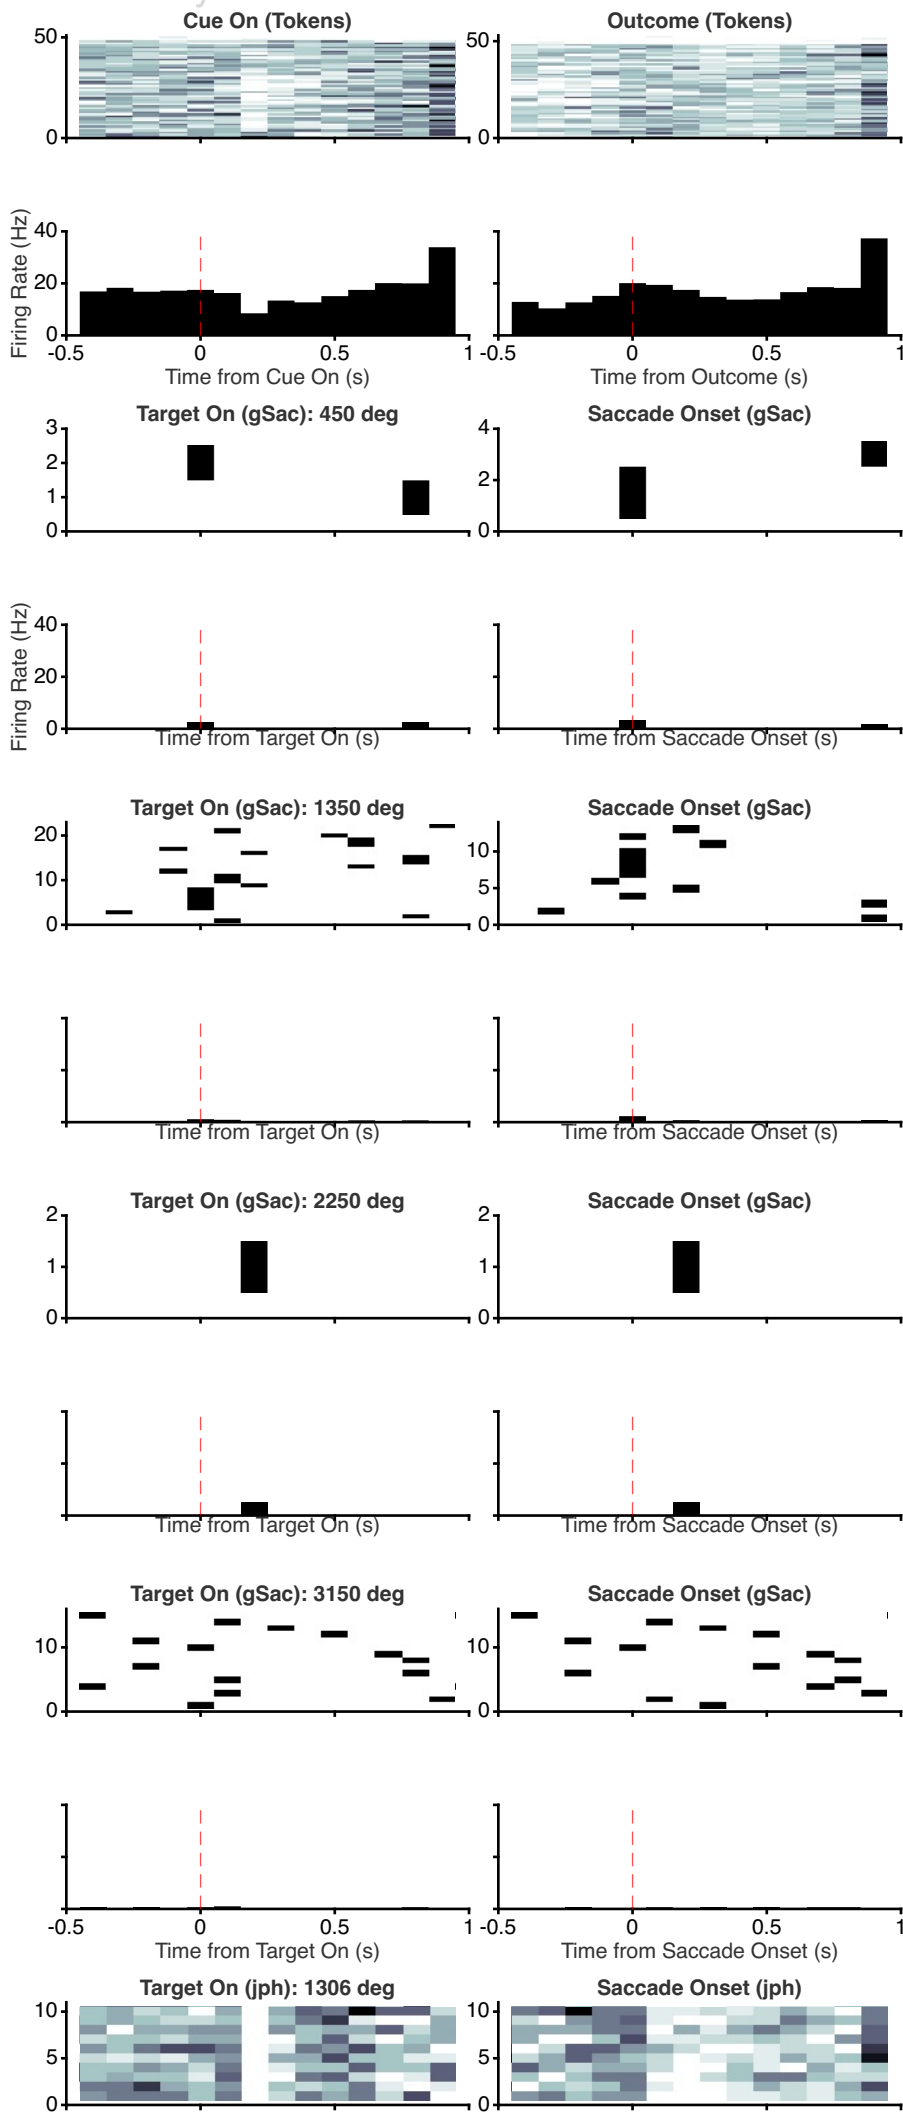 Cue On (Tokens) Outcome (Tokens)
50 50
0 0
Firing Rate (Hz)
40
20
0
-0.5 0 0.5 1 -0.5 0 0.5 1
Time from Cue On (s) Time from Outcome (s)
Target On (gSac): 450 deg Saccade Onset (gSac)
3 4
2 2
1
0 0
Firing Rate (Hz)
40
20
0
Time from Target On (s) Time from Saccade Onset (s)
Target On (gSac): 1350 deg Saccade Onset (gSac)
20 10
10 5
0 0
Time from Target On (s) Time from Saccade Onset (s)
Target On (gSac): 2250 deg Saccade Onset (gSac)
2 2
1 1
0 0
Time from Target On (s) Time from Saccade Onset (s)
Target On (gSac): 3150 deg Saccade Onset (gSac)
10 10
0 0
-0.5 0 0.5 1 -0.5 0 0.5 1
Time from Target On (s) Time from Saccade Onset (s)
Target On (jph): 1306 deg Saccade Onset (jph)
10 10
5 5
0 0